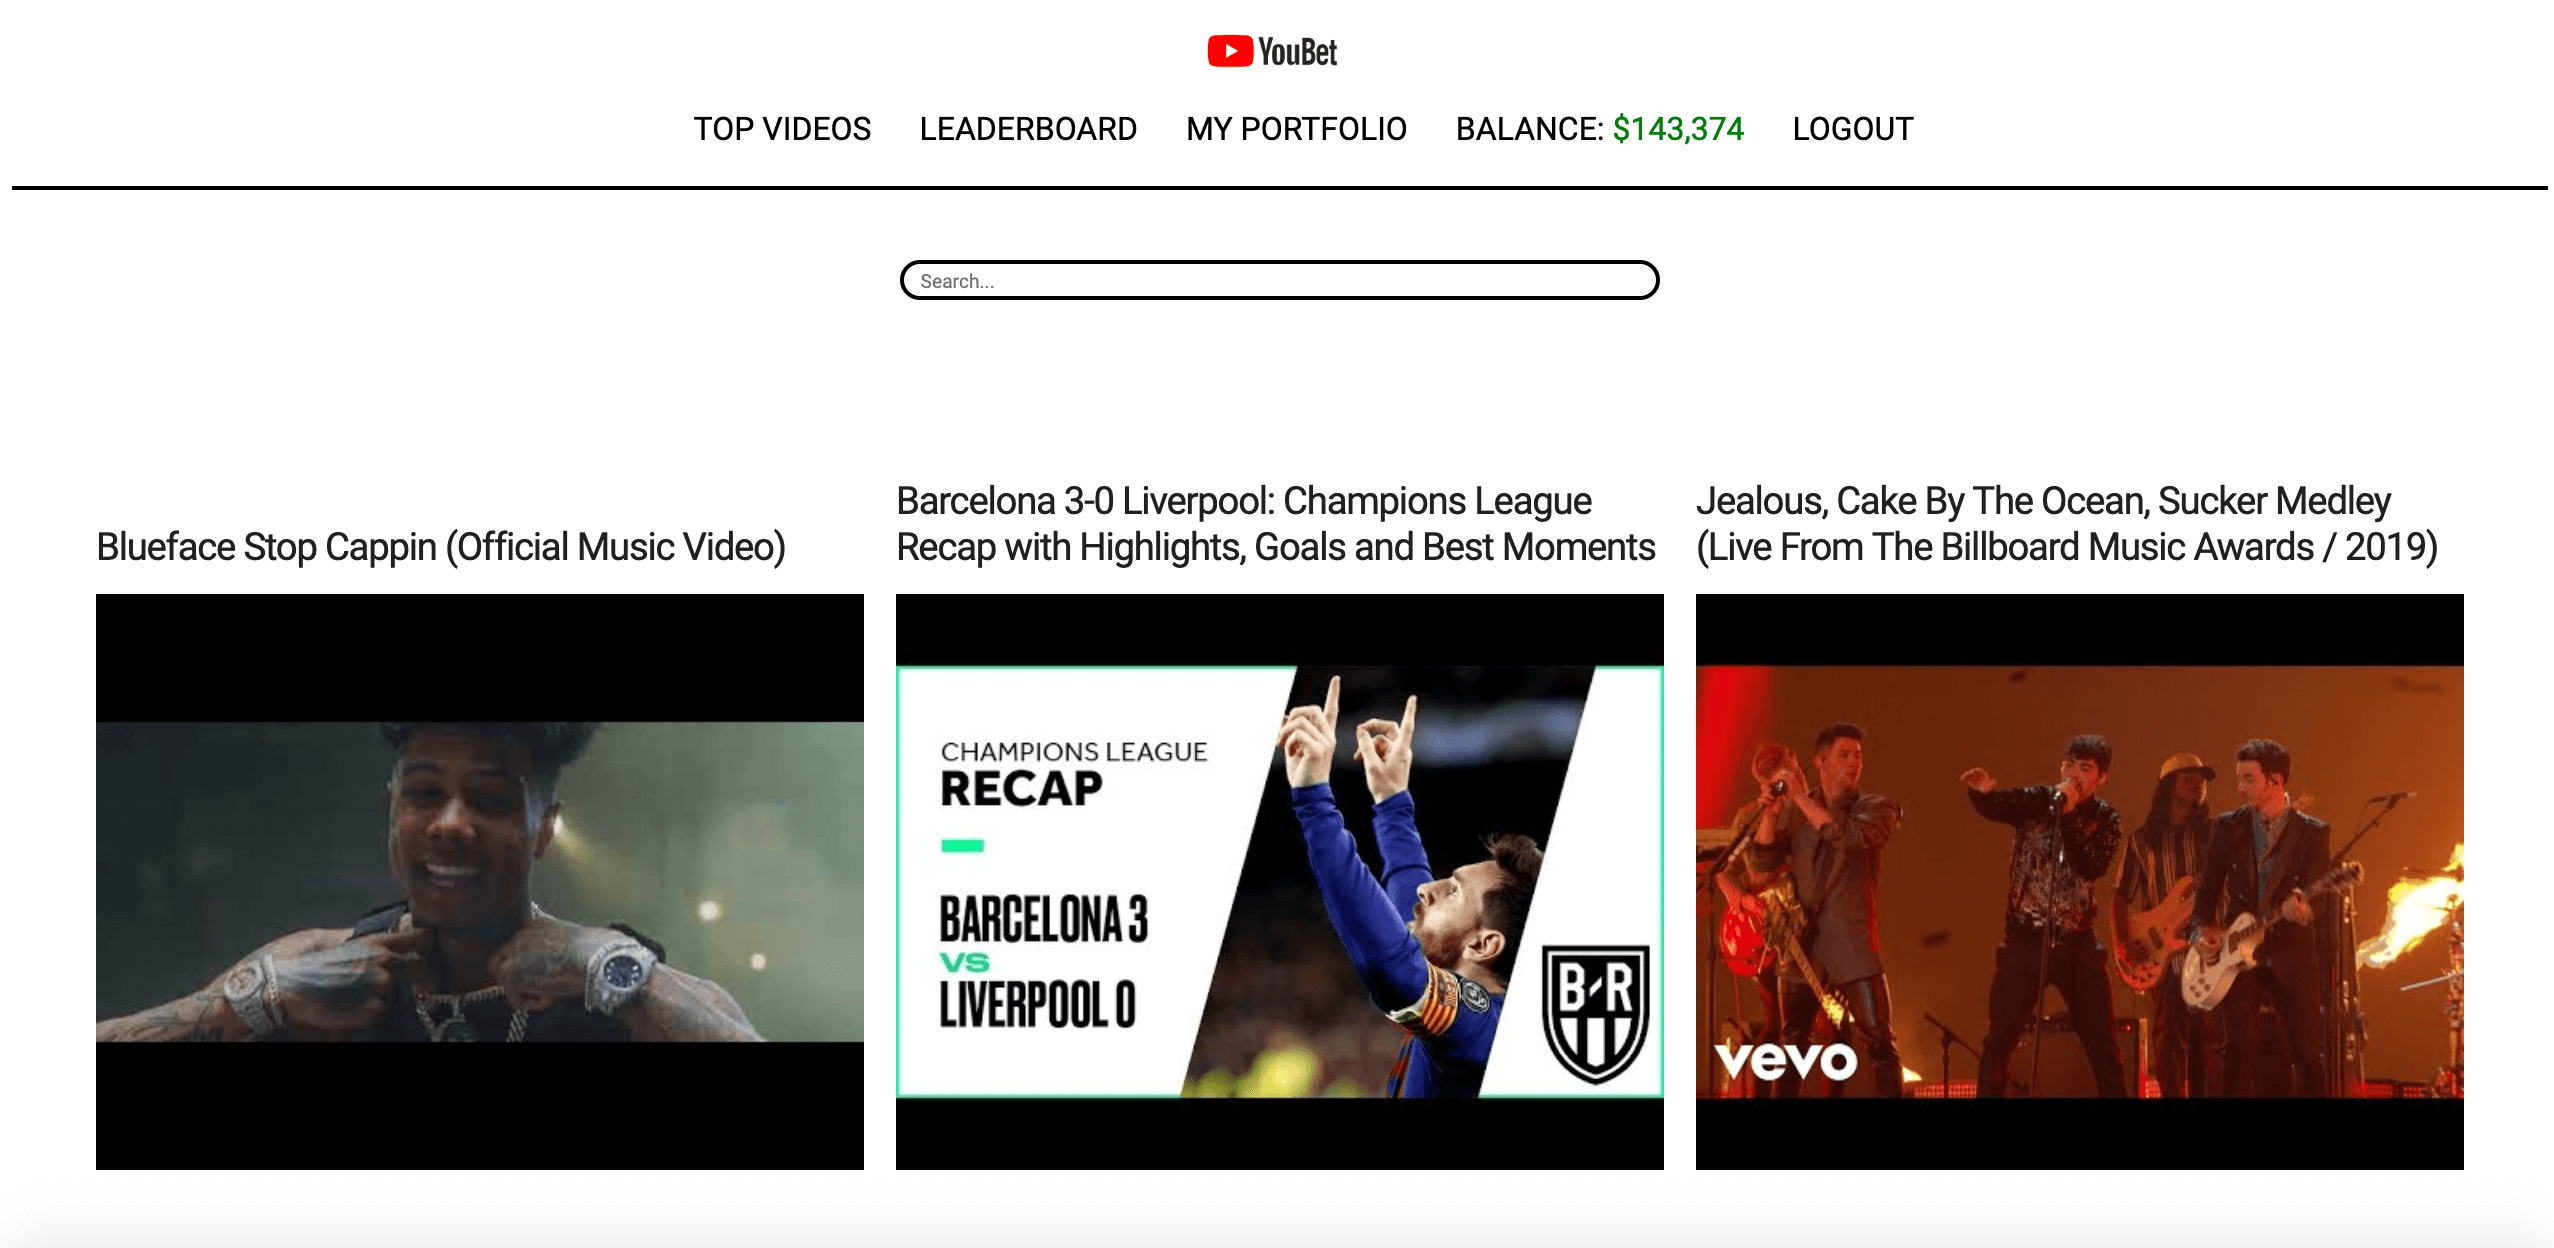 YouBet
TOP VIDEOS LEADERBOARD MY PORTFOLIO BALANCE: $143,374 LOGOUT
Search...
Blueface Stop Cappin (Official Music Video)
Barcelona 3-0 Liverpool: Champions League
Recap with Highlights, Goals and Best Moments
Jealous, Cake By The Ocean, Sucker Medley
(Live From The Billboard Music Awards / 2019)
CHAMPIONS LEAGUE
RECAP
BARCELONA 3
VS
LIVERPOOL 0
B-R
vevo